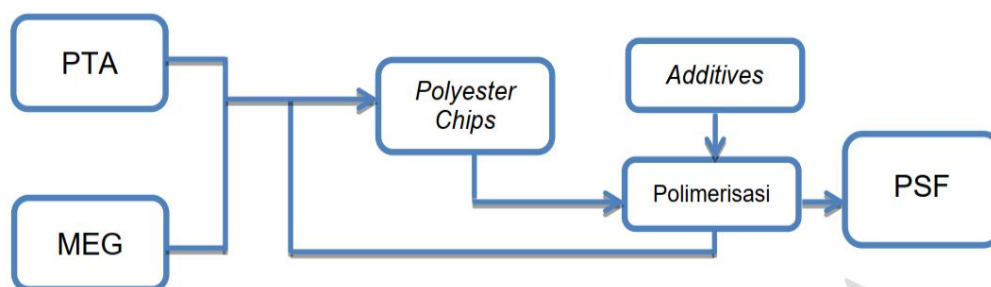 PTA
Polyester
Chips
Additives
Polimerisasi
PSF
MEG